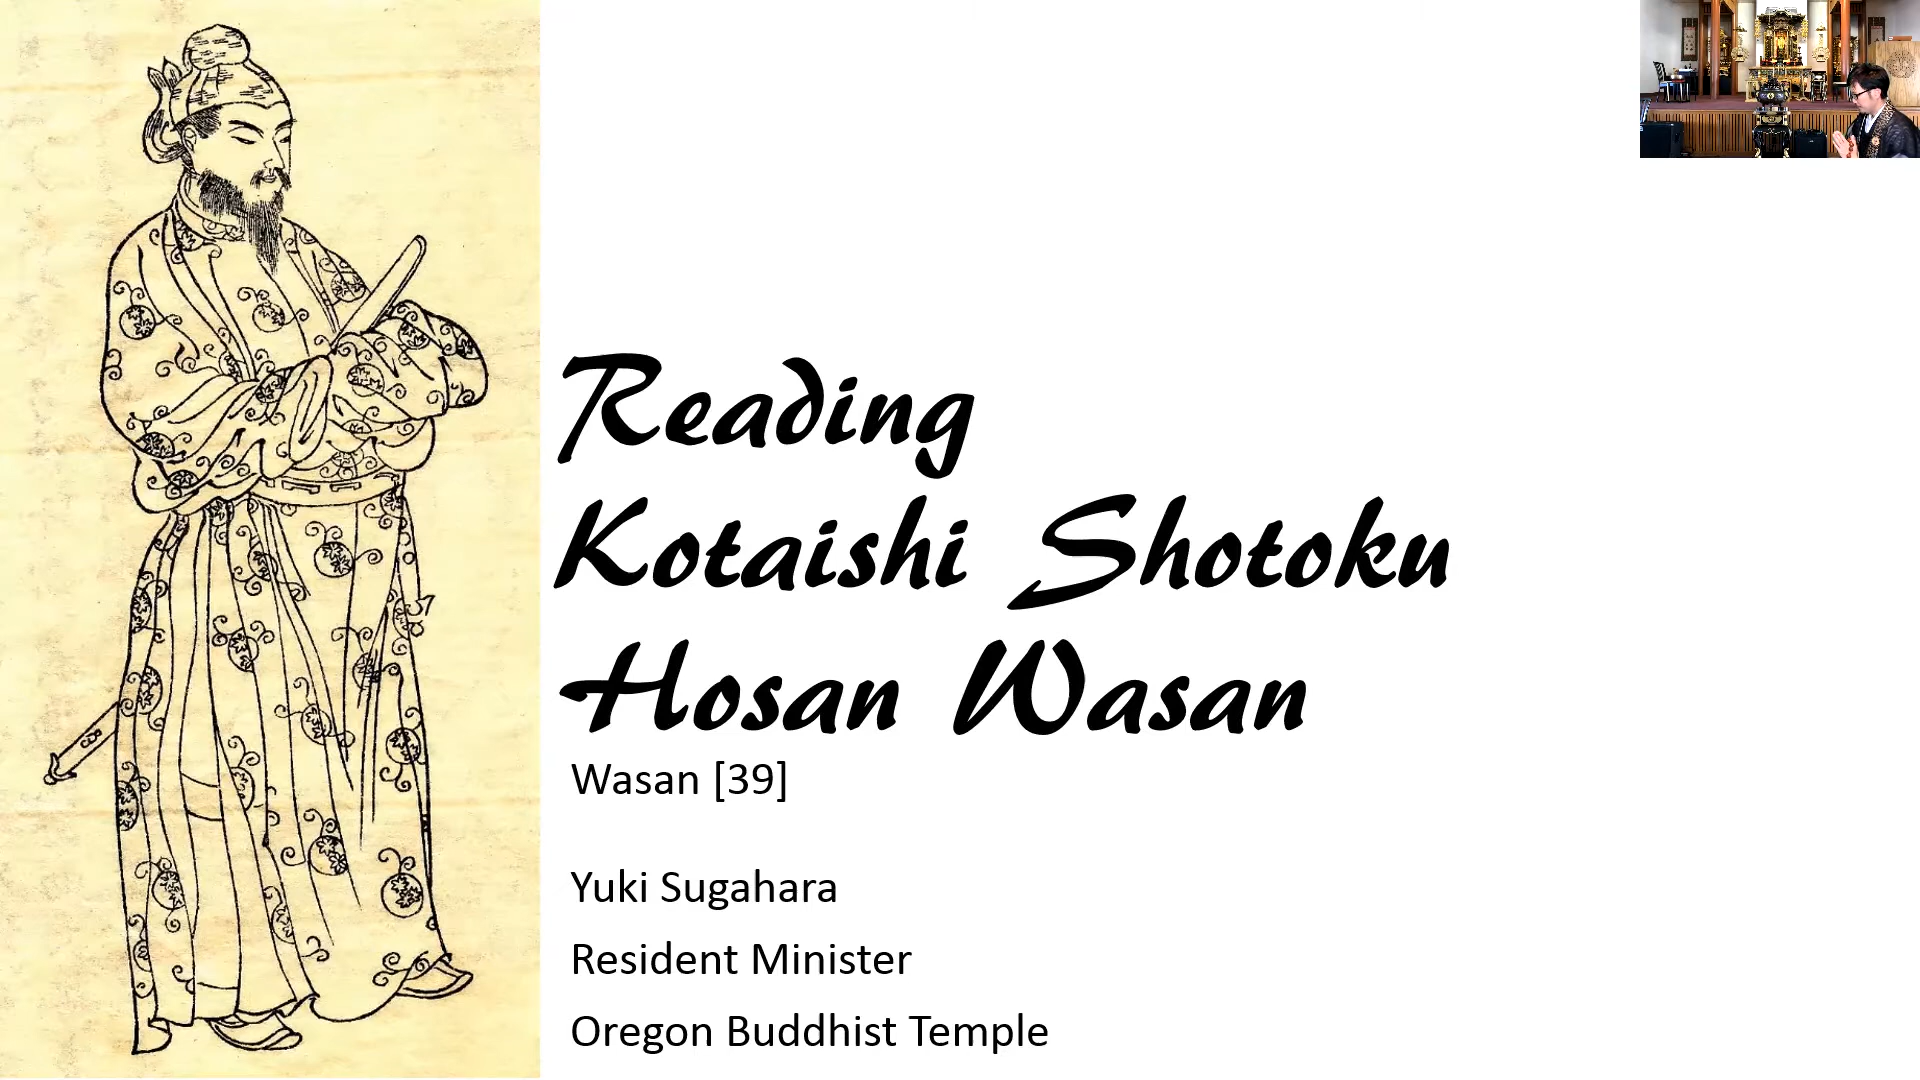 Reading
Kotaishi Shotoku
Hosan Wasan
Wasan [39]
Yuki Sugahara
Resident Minister
Oregon Buddhist Temple